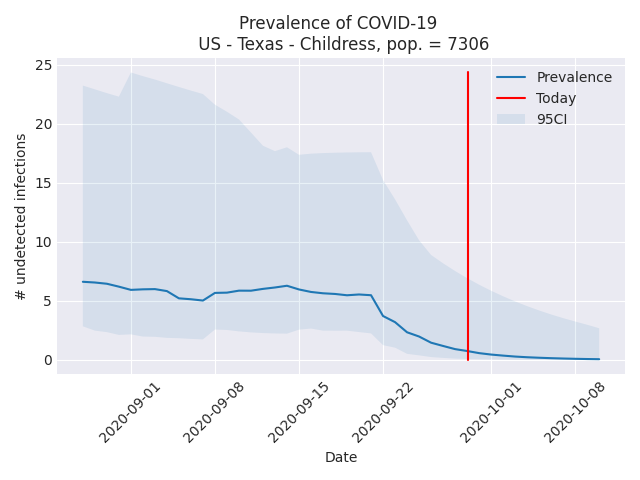 Prevalence of COVID-19
US - Texas - Childress, pop. = 7306
25
20
15
10
5
0
# undetected infections
Prevalence
Today
95CI
2020-09-01
2020-09-08
2020-09-15
2020-09-22
2020-10-01
2020-10-08
Date